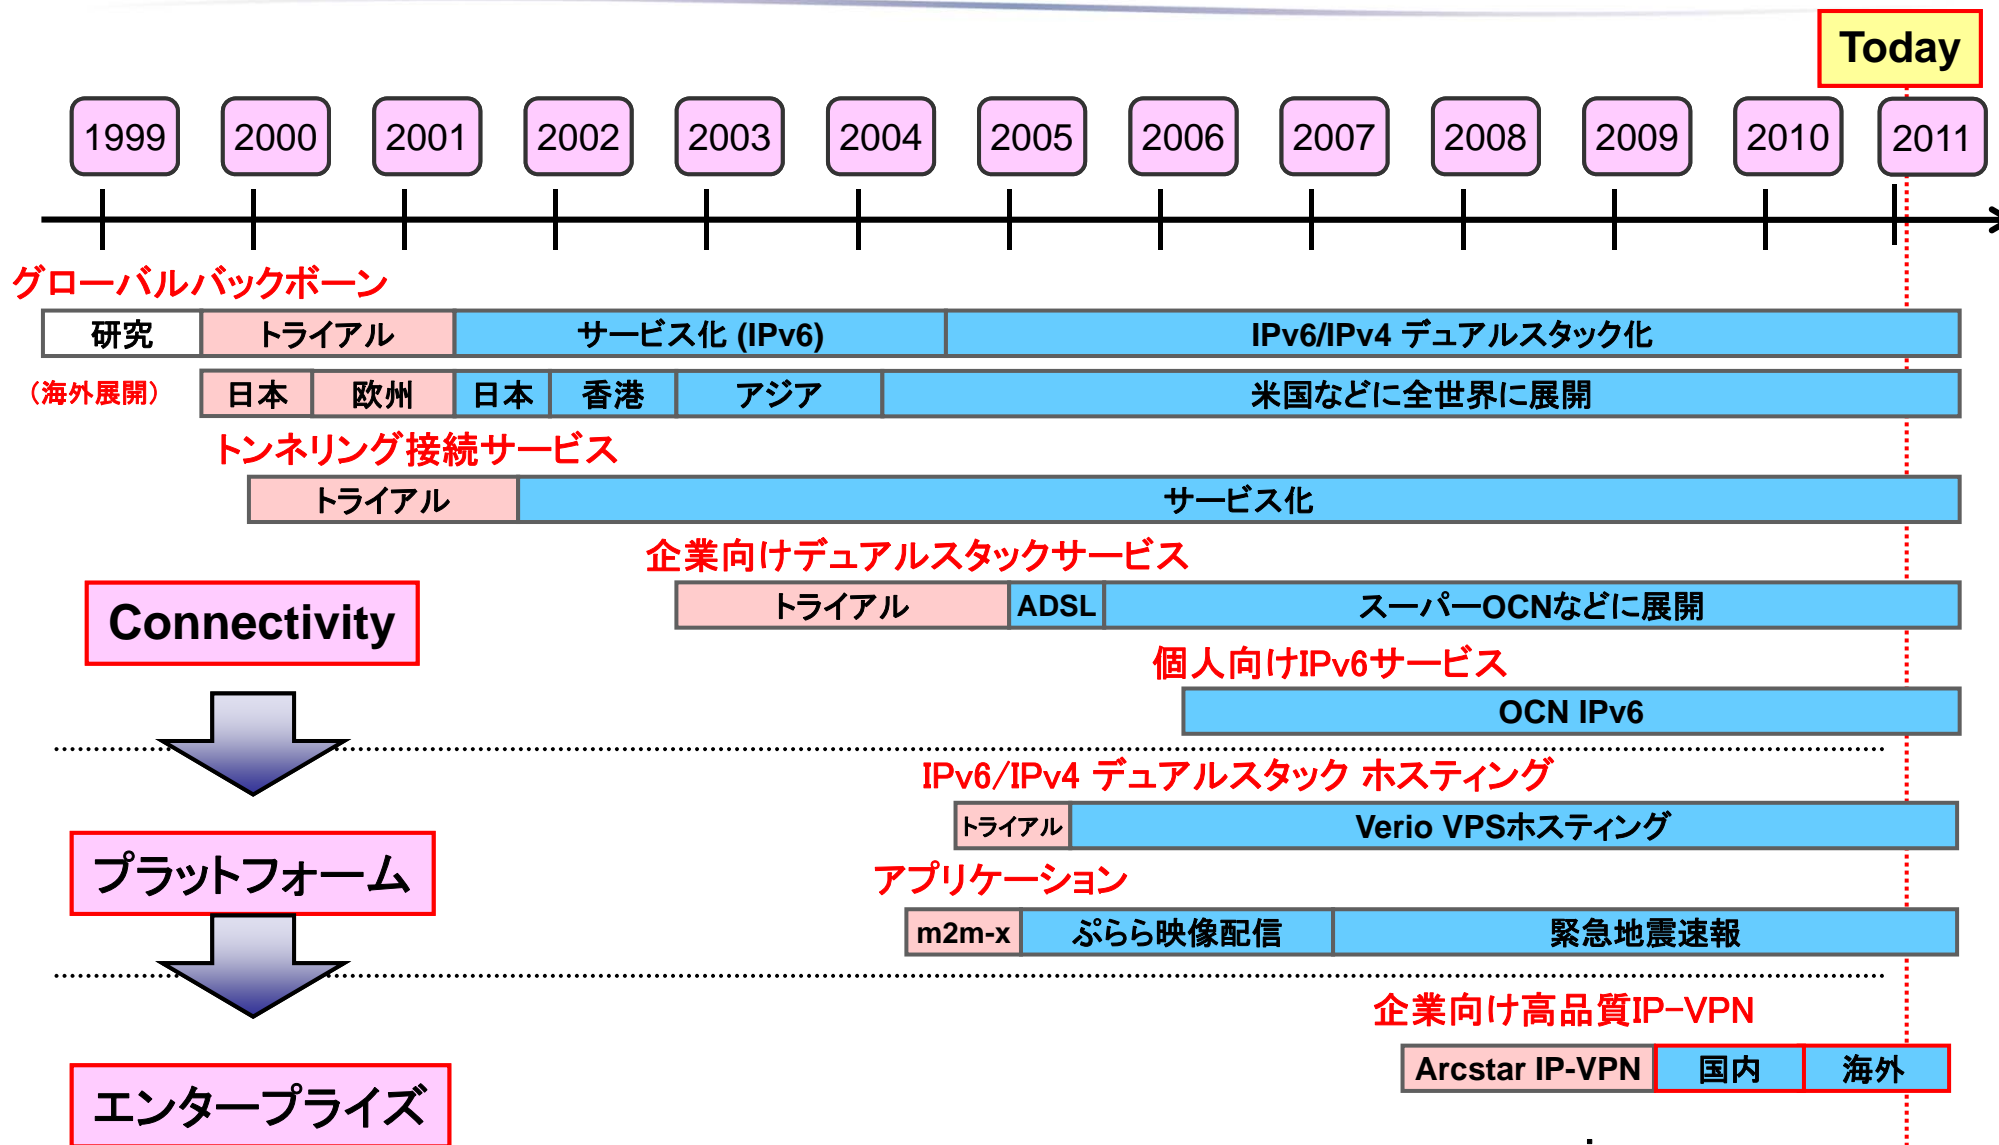 Today
1999 2000 2001 2002 2003 2004 2005 2006 2007 2008 2009 2010 2011
グローバルバックボーン
研究 トライアル サービス化 (IPv6) IPv6/IPv4 デュアルスタック化
（海外展開） 日本 欧州 日本 香港 アジア 米国などに全世界に展開
トンネリング接続サービス
トライアル サービス化
企業向けデュアルスタックサービス
トライアル ADSL スーパーOCNなどに展開
Connectivity
個人向けIPv6サービス
OCN IPv6
IPv6/IPv4 デュアルスタック ホスティング
トライアル Verio VPSホスティング
プラットフォーム
アプリケーション
m2m-x ぷらら映像配信 緊急地震速報
企業向け高品質IP-VPN
Arcstar IP-VPN 国内 海外
エンタープライズ